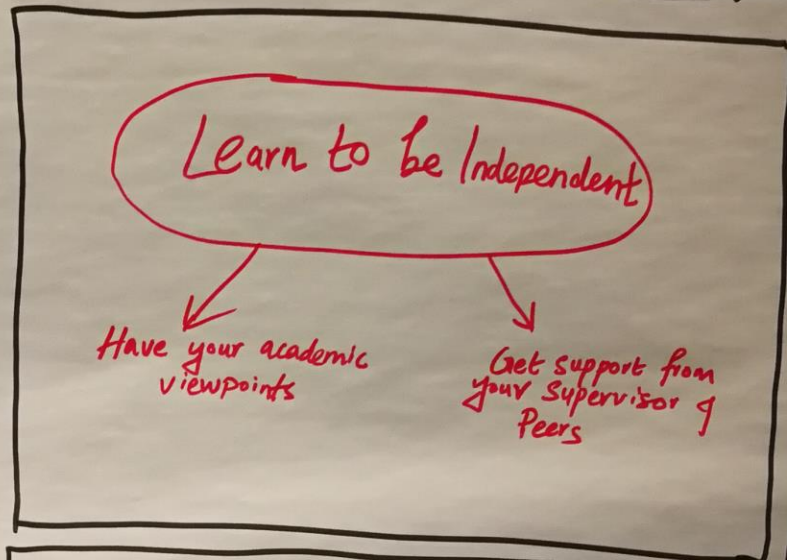 Learn to be Independent
Have your academic
viewpoints
Get support from
your supervisor &
Peers